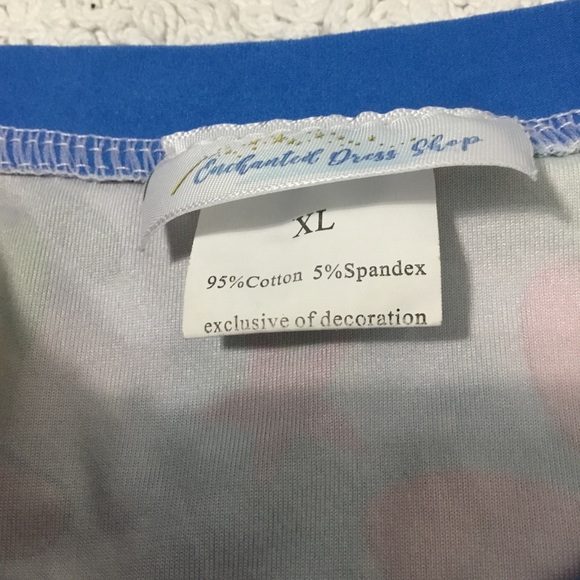 Enchanted Dress Shop
XL
95%Cotton 5%Spandex
exclusive of decoration